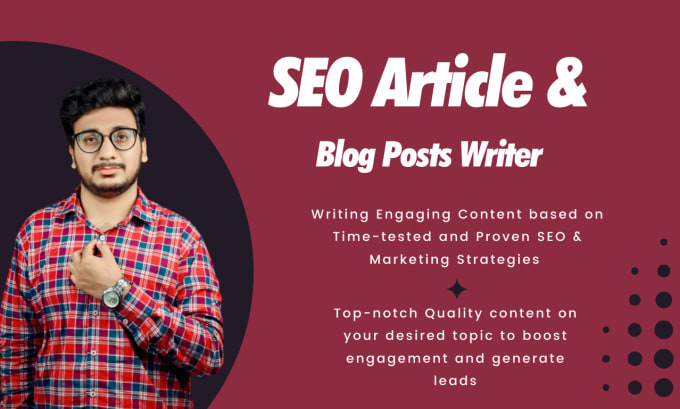 SEO Article &
Blog Posts Writer
Writing Engaging Content based on
Time-tested and Proven SEO &
Marketing Strategies
Top-notch Quality content on
your desired topic to boost
engagement and generate
leads